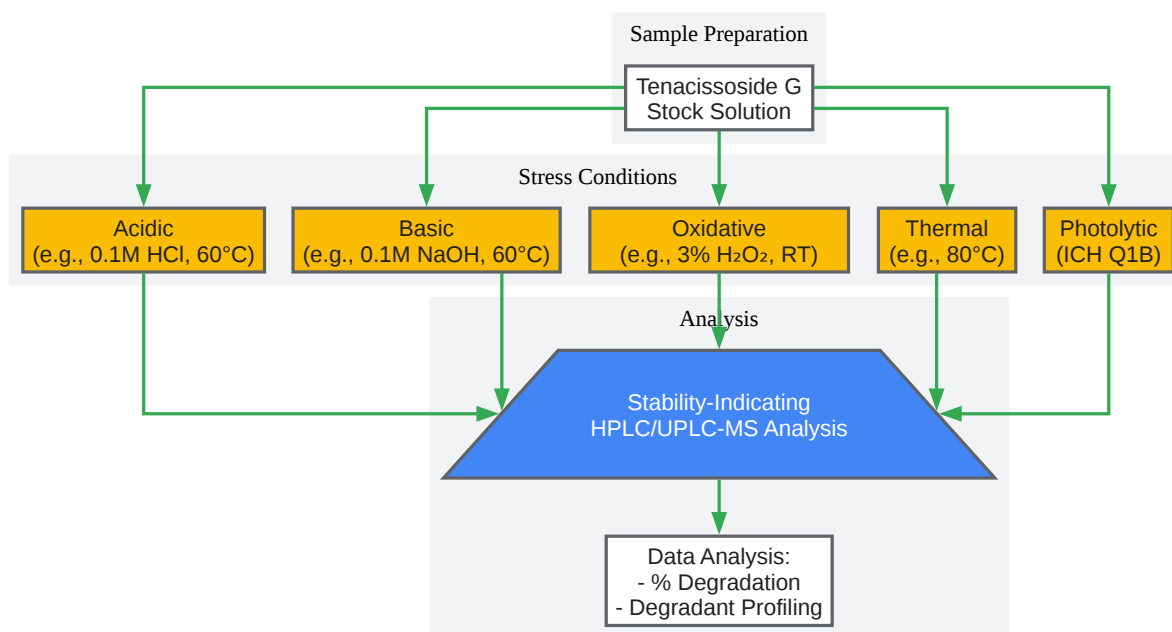 Sample Preparation
Tenacissoside G
Stock Solution
Stress Conditions
Acidic
(e.g., 0.1M HCl, 60°C)
Basic
(e.g., 0.1M NaOH, 60°C)
Oxidative
(e.g., 3% H₂O₂, RT)
Thermal
(e.g., 80°C)
Photolytic
(ICH Q1B)
Analysis
Stability-Indicating
HPLC/UPLC-MS Analysis
Data Analysis:
- % Degradation
- Degradant Profiling